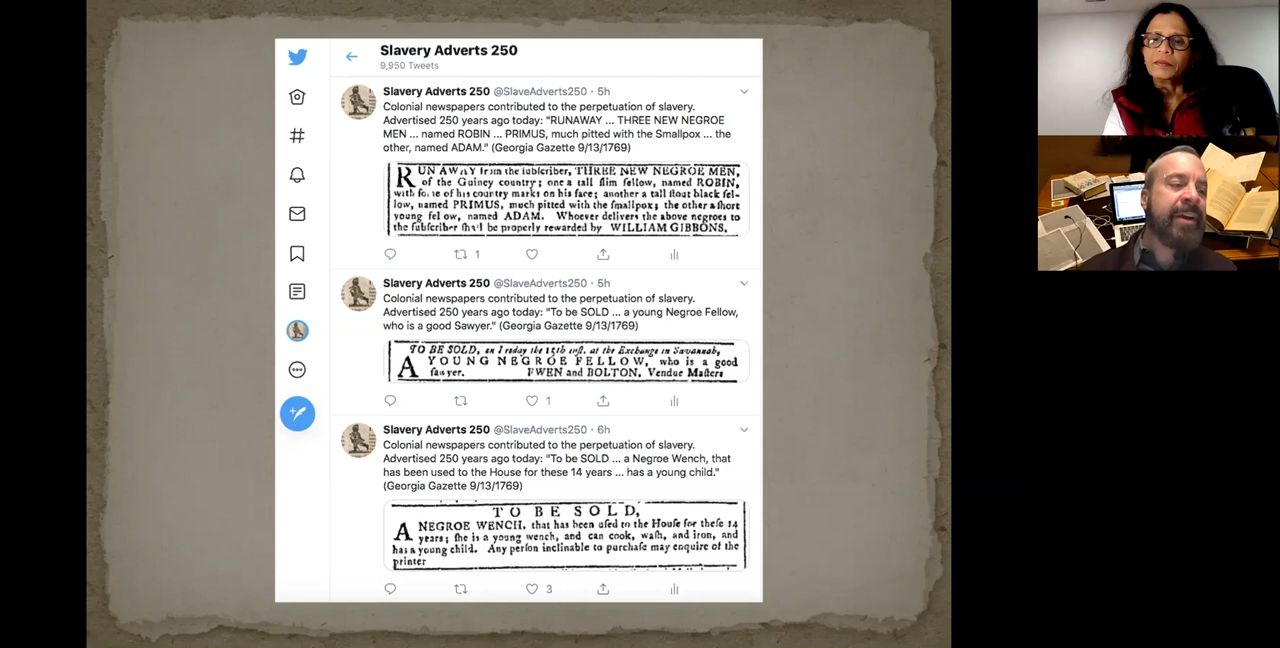 Slavery Adverts 250
9,950 Tweets
Slavery Adverts 250 @SlaveAdverts250 · 5h
Colonial newspapers contributed to the perpetuation of slavery.
Advertised 250 years ago today: "RUNAWAY ... THREE NEW NEGROE
MEN ... named ROBIN ... PRIMUS, much pitted with the Smallpox ... the
other, named ADAM." (Georgia Gazette 9/13/1769)
RUN AWAY from the ſubſcriber, THREE NEW NEGROE MEN,
of the Guiney country; one a tall ſlim fellow, named ROBIN,
with ſome of his country marks on his face; another a tall ſtout black fel-
low, named PRIMUS, much pitted with the ſmallpox; the other a ſhort
young fellow, named ADAM. Whoever delivers the above negroes to
the ſubſcriber ſhall be properly rewarded by WILLIAM GIBBONS.
1
Slavery Adverts 250 @SlaveAdverts250 · 5h
Colonial newspapers contributed to the perpetuation of slavery.
Advertised 250 years ago today: "To be SOLD ... a young Negroe Fellow,
who is a good Sawyer." (Georgia Gazette 9/13/1769)
TO BE SOLD, on Friday the 15th inſt. at the Exchange in Savannah,
A YOUNG NEGROE FELLOW, who is a good
ſawyer. EWEN and BOLTON, Vendue Maſters
1
Slavery Adverts 250 @SlaveAdverts250 · 6h
Colonial newspapers contributed to the perpetuation of slavery.
Advertised 250 years ago today: "To be SOLD ... a Negroe Wench, that
has been used to the House for these 14 years ... has a young child."
(Georgia Gazette 9/13/1769)
TO BE SOLD,
A NEGROE WENCH, that has been uſed to the Houſe for theſe 14
years; ſhe is a young wench, and can cook, waſh, and iron, and
has a young child. Any perſon inclinable to purchaſe may enquire of the
printer
3